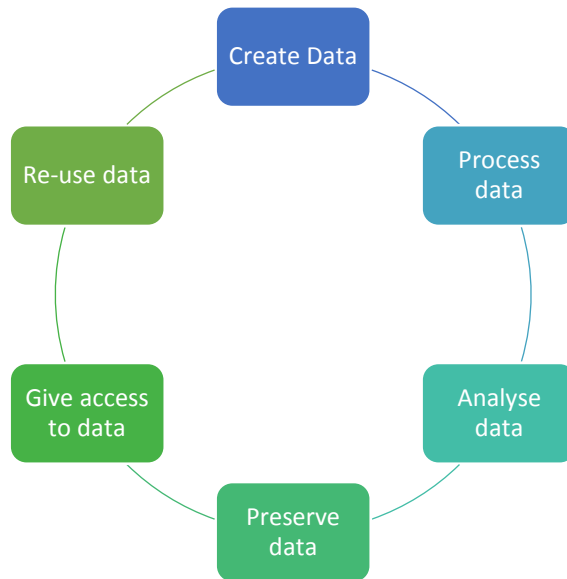 Create Data
Process
data
Analyse
data
Preserve
data
Give access
to data
Re-use data